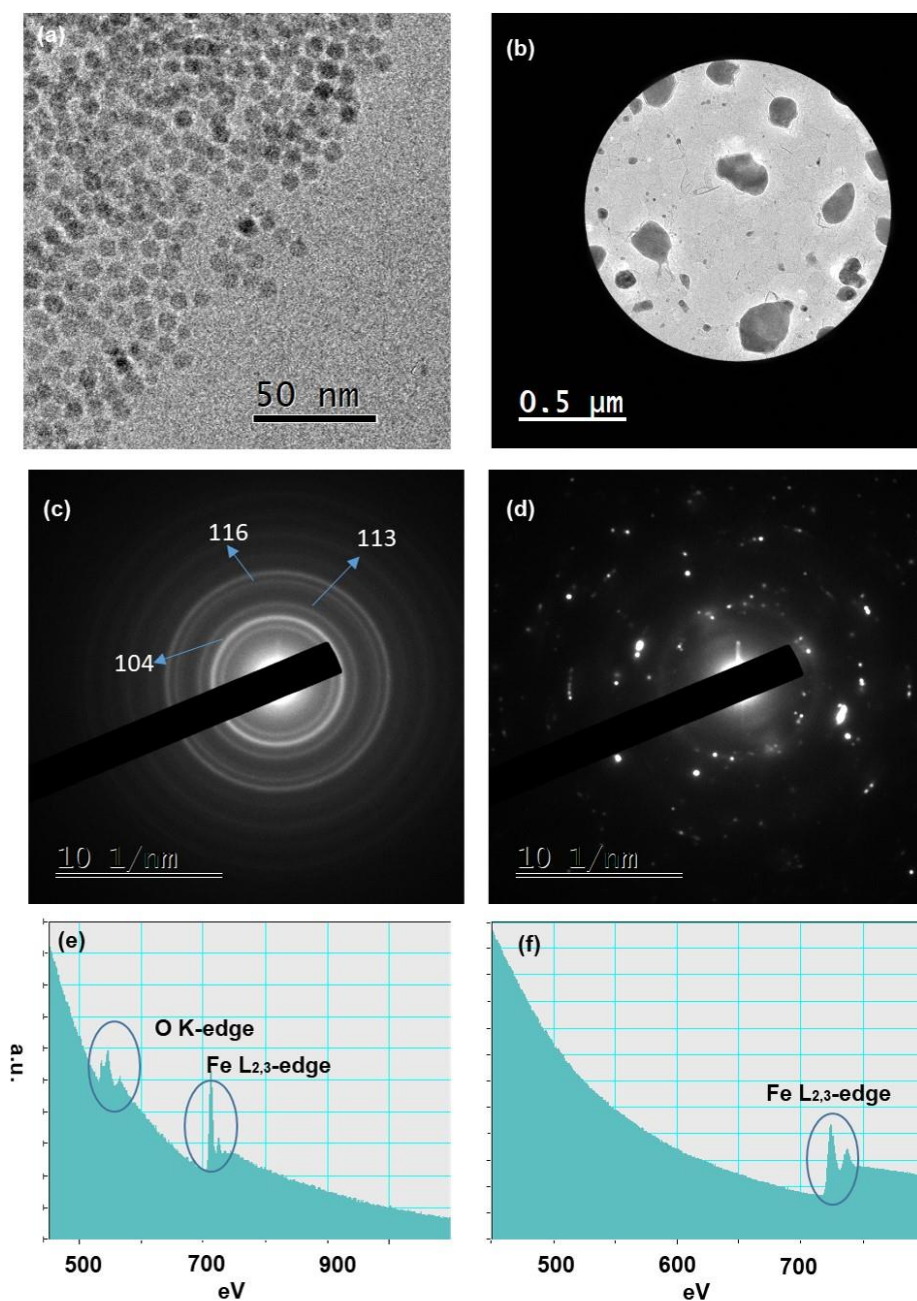 (a)
50 nm
(b)
0.5 µm
(c)
116
113
104
10 1/nm
(d)
10 1/nm
(e)
O K-edge
Fe L2,3-edge
a.u.
500
700
900
eV
(f)
Fe L2,3-edge
500
600
700
eV